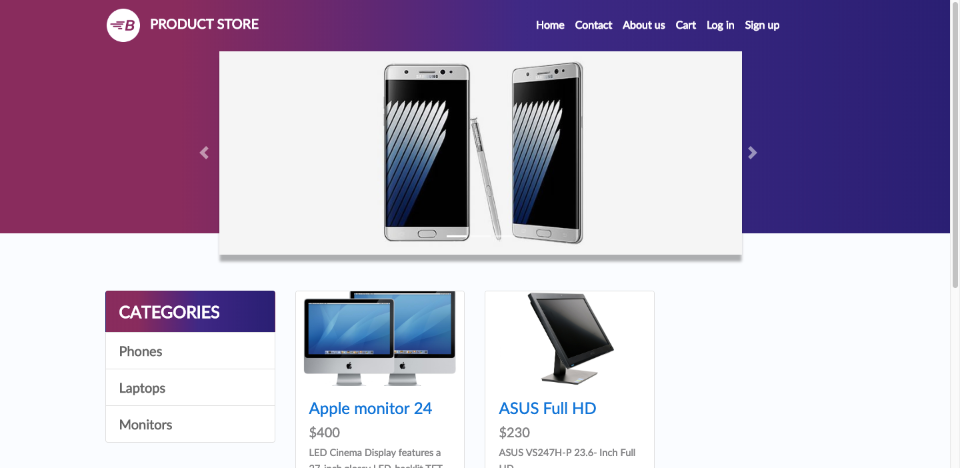 B PRODUCT STORE
Home Contact About us Cart Log in Sign up
CATEGORIES
Phones
Laptops
Monitors
Apple monitor 24
$400
LED Cinema Display features a
27-inch glossy LED-backlit TFT
ASUS Full HD
$230
ASUS VS247H-P 23.6- Inch Full
HD